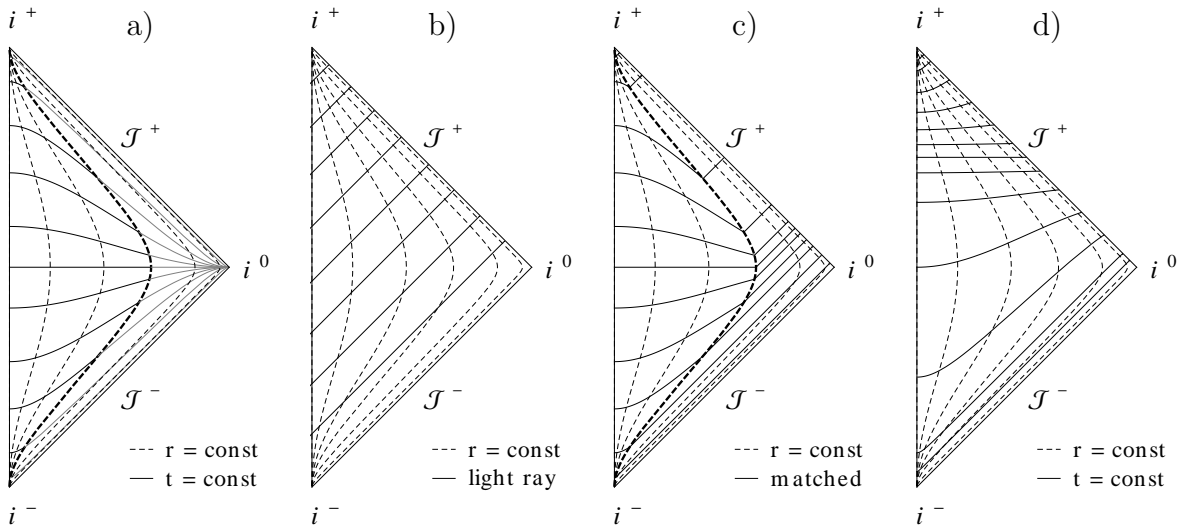 i + a) i + b) i + c) i + d)
𝒥 + 𝒥 + 𝒥 + 𝒥 +
i 0 i 0 i 0 i 0
𝒥 − 𝒥 − 𝒥 − 𝒥 −
r = const r = const r = const r = const
t = const light ray matched t = const
i − i − i − i −